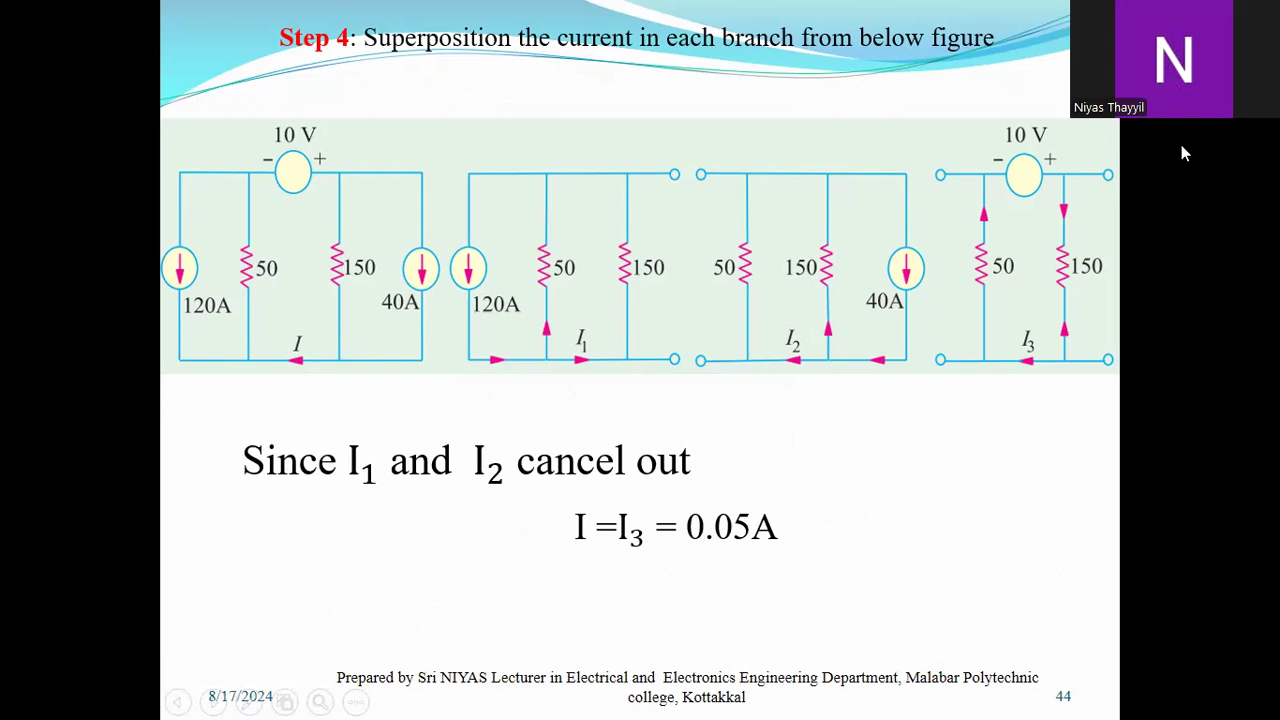 Step 4: Superposition the current in each branch from below figure
N
Niyas Thayyil
10 V
10 V
- +
- +
50
150
50
150
50
150
50
150
120A
40A
120A
40A
I
I₁
I₂
I₃
Since I₁ and I₂ cancel out
I =I₃ = 0.05A
Prepared by Sri NIYAS Lecturer in Electrical and Electronics Engineering Department, Malabar Polytechnic
college, Kottakkal
8/17/2024
44